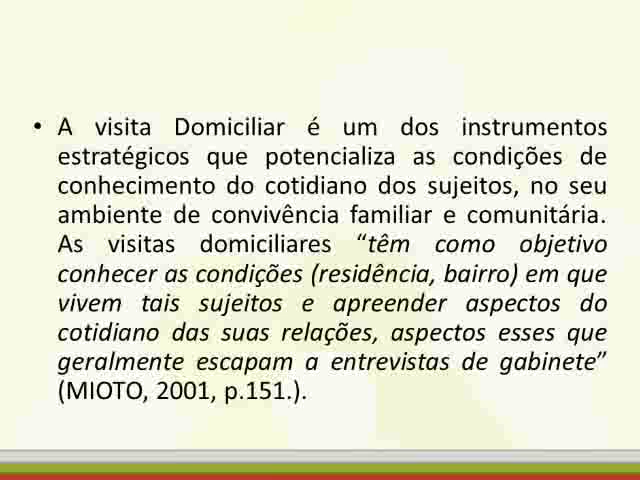 • A visita Domiciliar é um dos instrumentos
estratégicos que potencializa as condições de
conhecimento do cotidiano dos sujeitos, no seu
ambiente de convivência familiar e comunitária.
As visitas domiciliares “têm como objetivo
conhecer as condições (residência, bairro) em que
vivem tais sujeitos e apreender aspectos do
cotidiano das suas relações, aspectos esses que
geralmente escapam a entrevistas de gabinete”
(MIOTO, 2001, p.151.).